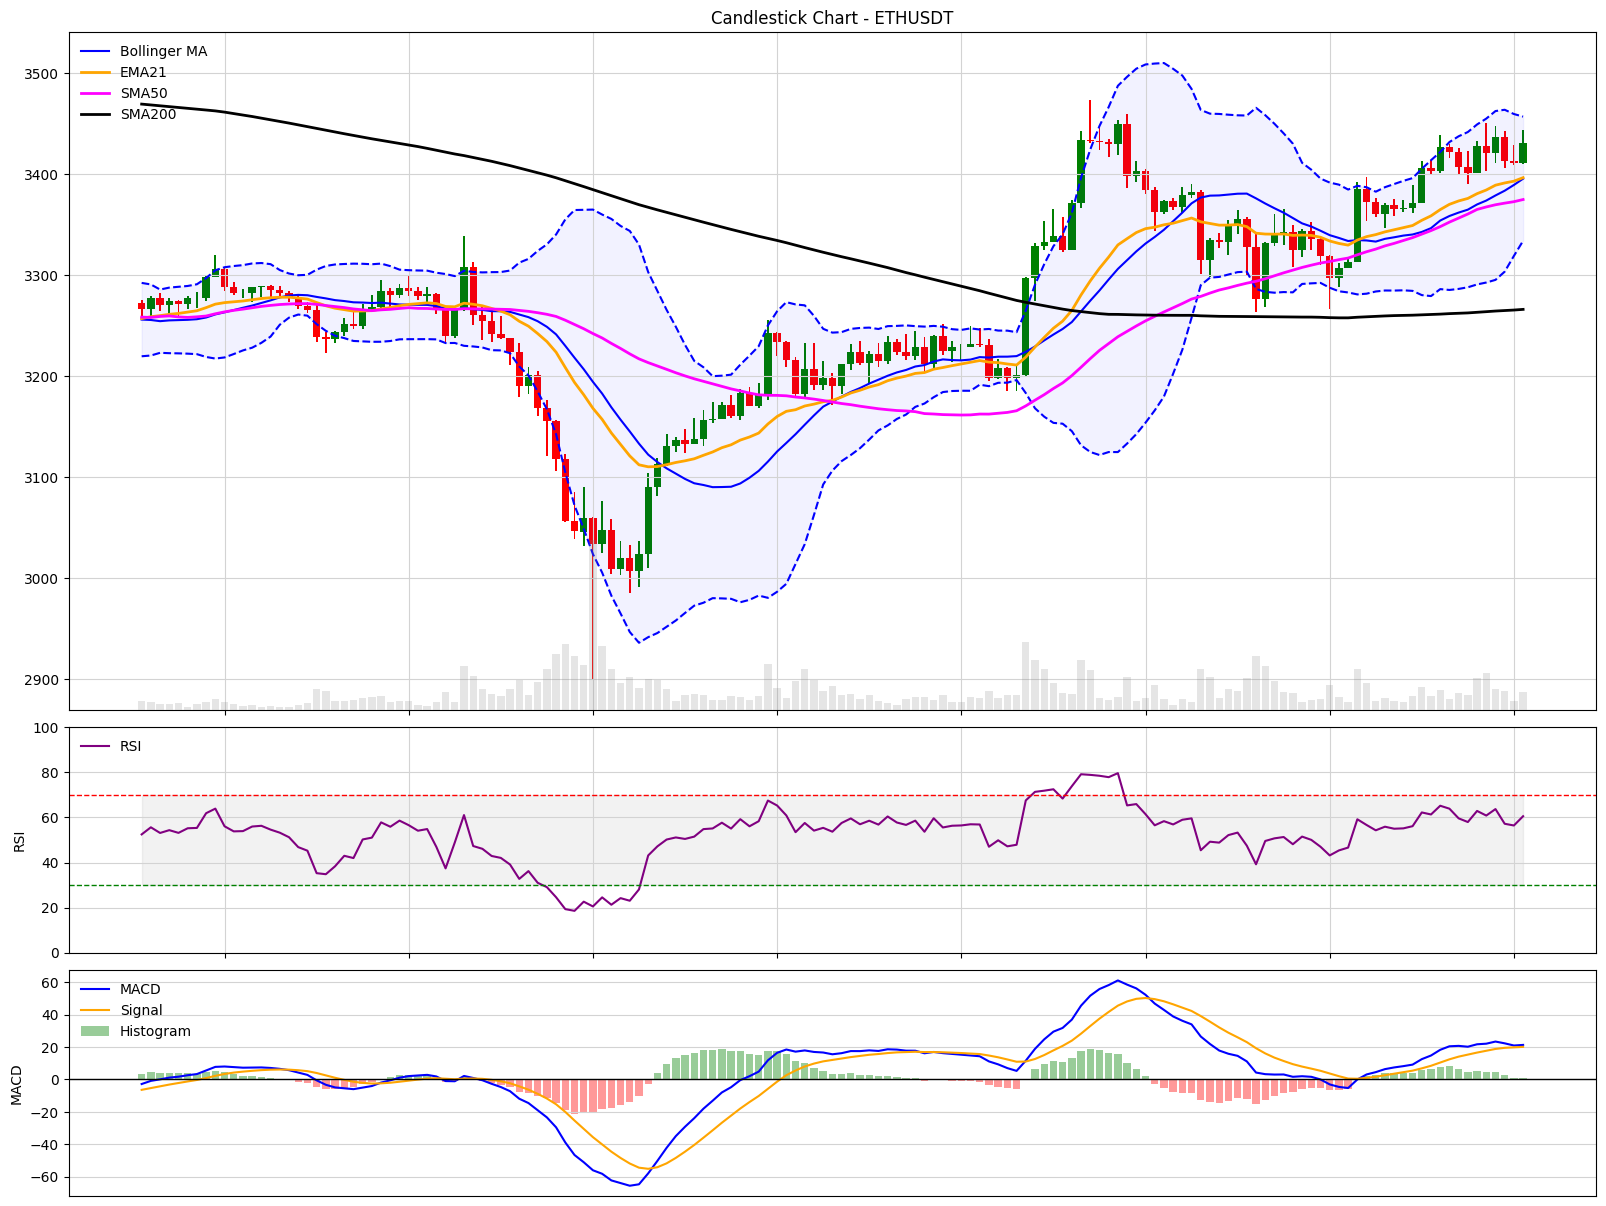 Candlestick Chart - ETHUSDT
Bollinger MA
EMA21
SMA50
SMA200
3500
3400
3300
3200
3100
3000
2900
RSI
RSI
100
80
60
40
20
0
MACD
Signal
Histogram
MACD
60
40
20
0
−20
−40
−60